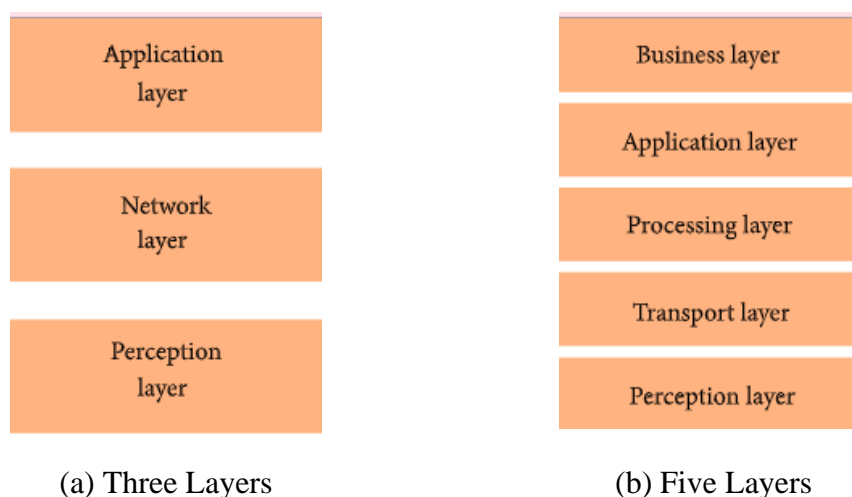 Application
layer
Network
layer
Perception
layer
(a) Three Layers
Business layer
Application layer
Processing layer
Transport layer
Perception layer
(b) Five Layers